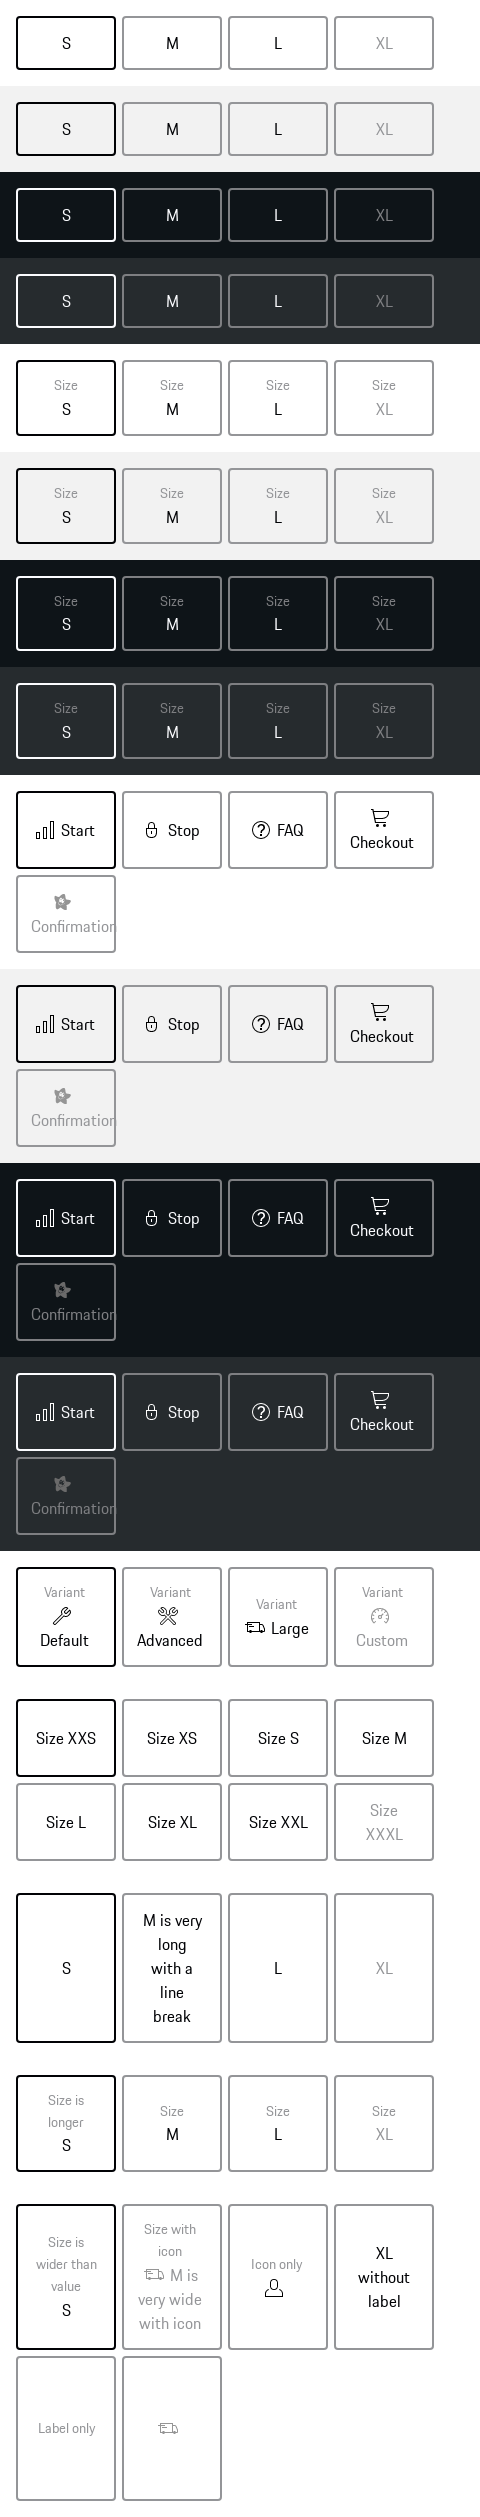 S M L XL
S M L XL
S M L XL
S M L XL
Size Size Size Size
S M L XL
Size Size Size Size
S M L XL
Size Size Size Size
S M L XL
Size Size Size Size
S M L XL
Start Stop FAQ Checkout
Confirmation
Start Stop FAQ Checkout
Confirmation
Start Stop FAQ Checkout
Confirmation
Start Stop FAQ Checkout
Confirmation
Variant
Default
Variant
Advanced
Variant
Large
Variant
Custom
Size XXS Size XS Size S Size M
Size L Size XL Size XXL
Size
XXXL
S
M is very
long
with a
line
break
L
XL
Size is
longer
S
Size
M
Size
L
Size
XL
Size is
wider than
value
S
Size with
icon
M is
very wide
with icon
Icon only
XL
without
label
Label only